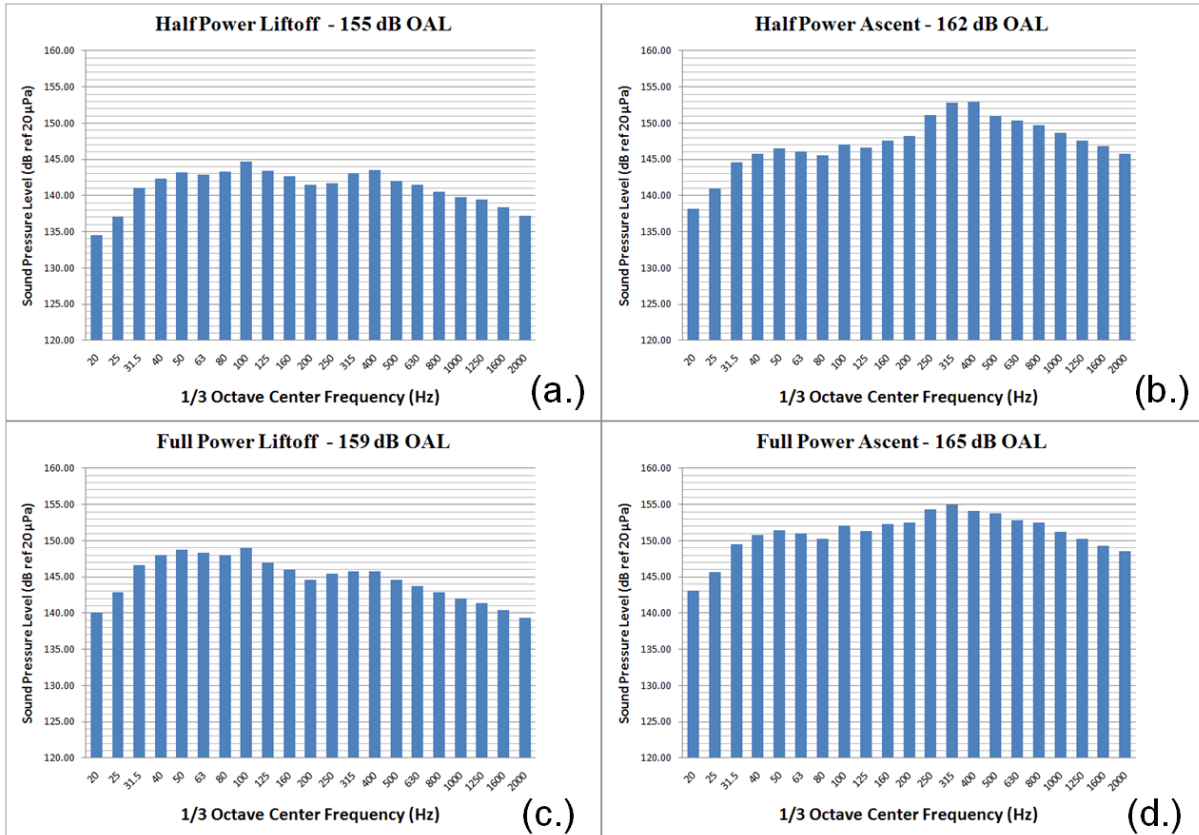 Half Power Liftoff - 155 dB OAL
Sound Pressure Level (dB ref 20 µPa)
160.00
155.00
150.00
145.00
140.00
135.00
130.00
125.00
120.00
20 25 31.5 40 50 63 80 100 125 160 200 250 315 400 500 630 800 1000 1250 1600 2000
1/3 Octave Center Frequency (Hz)
(a.)
Half Power Ascent - 162 dB OAL
Sound Pressure Level (dB ref 20 µPa)
160.00
155.00
150.00
145.00
140.00
135.00
130.00
125.00
120.00
20 25 31.5 40 50 63 80 100 125 160 200 250 315 400 500 630 800 1000 1250 1600 2000
1/3 Octave Center Frequency (Hz)
(b.)
Full Power Liftoff - 159 dB OAL
Sound Pressure Level (dB ref 20 µPa)
160.00
155.00
150.00
145.00
140.00
135.00
130.00
125.00
120.00
20 25 31.5 40 50 63 80 100 125 160 200 250 315 400 500 630 800 1000 1250 1600 2000
1/3 Octave Center Frequency (Hz)
(c.)
Full Power Ascent - 165 dB OAL
Sound Pressure Level (dB ref 20 µPa)
160.00
155.00
150.00
145.00
140.00
135.00
130.00
125.00
120.00
20 25 31.5 40 50 63 80 100 125 160 200 250 315 400 500 630 800 1000 1250 1600 2000
1/3 Octave Center Frequency (Hz)
(d.)